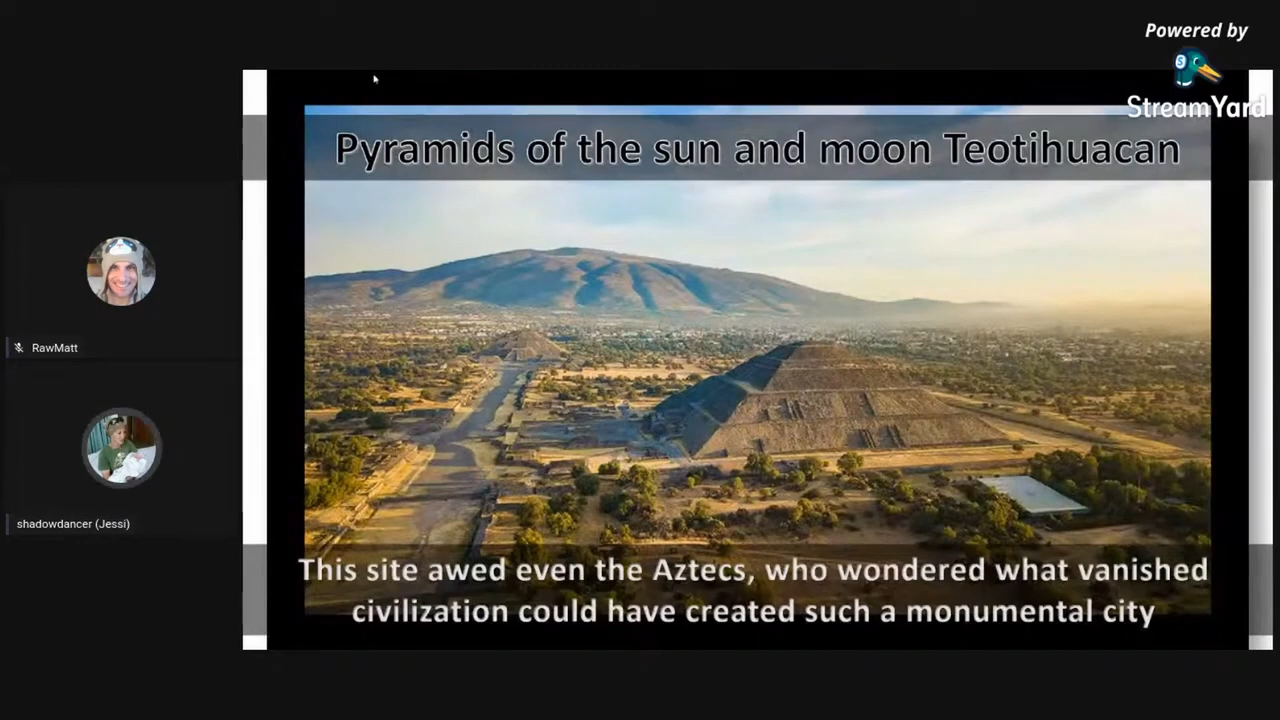 Powered by
StreamYard
Pyramids of the sun and moon Teotihuacan
RawMatt
shadowdancer (Jessi)
This site awed even the Aztecs, who wondered what vanished
civilization could have created such a monumental city